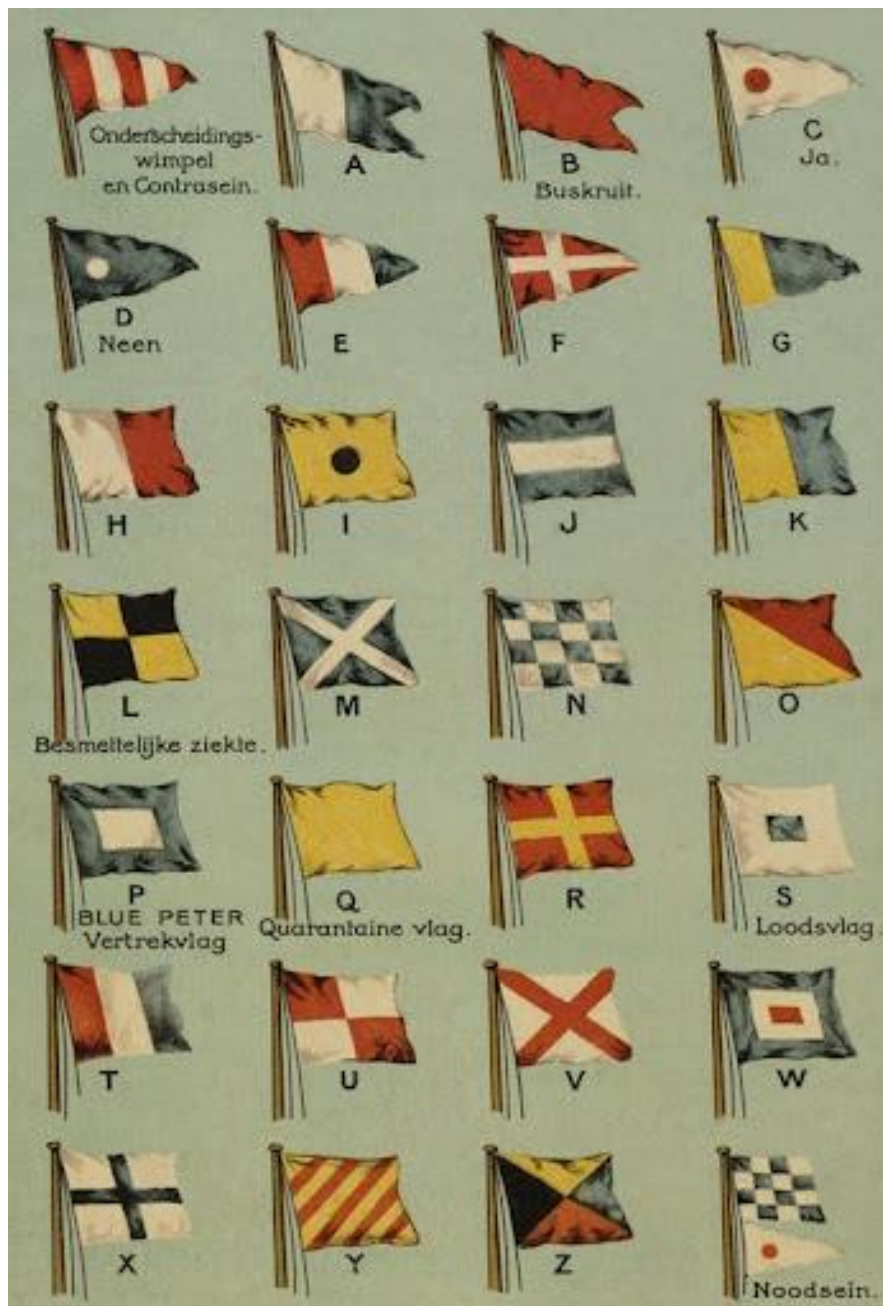 Onderscheidings-
wimpel
en Contrasein.
A
B
Buskruit.
C
Ja.
D
Neen
E
F
G
H
I
J
K
L
Besmettelijke ziekte.
M
N
O
P
BLUE PETER
Vertrekvlag
Q
Quarantaine vlag.
R
S
Loodsvlag.
T
U
V
W
X
Y
Z
Noodsein.